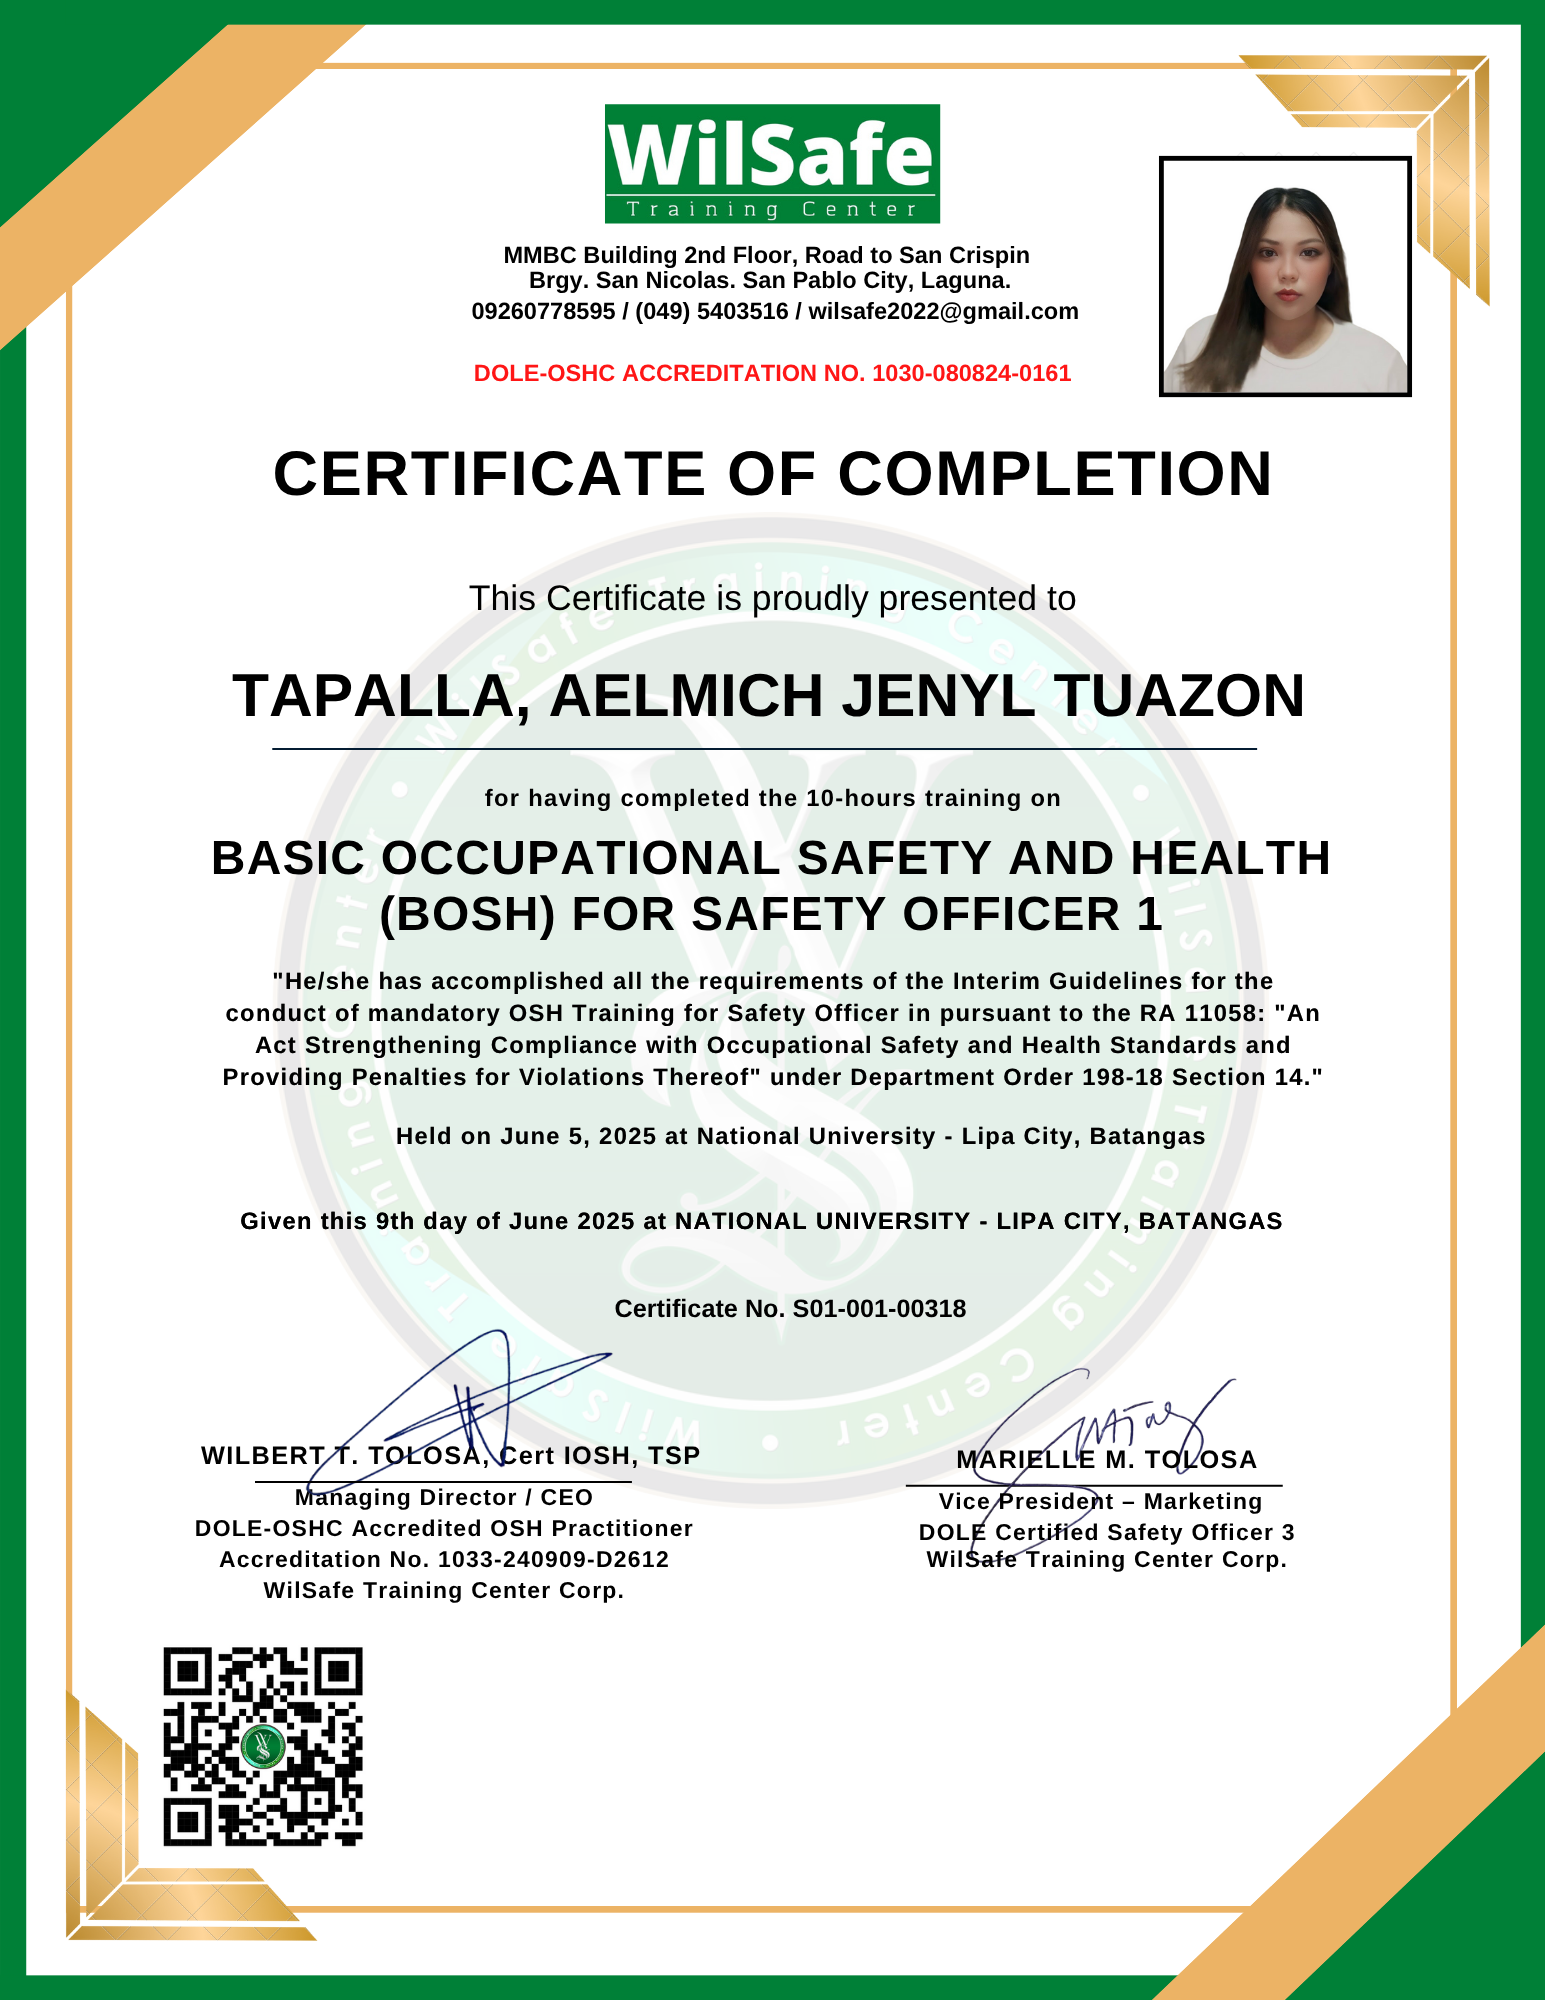 WilSafe
Training Center
MMBC Building 2nd Floor, Road to San Crispin
Brgy. San Nicolas. San Pablo City, Laguna.
09260778595 / (049) 5403516 / wilsafe2022@gmail.com
DOLE-OSHC ACCREDITATION NO. 1030-080824-0161
CERTIFICATE OF COMPLETION
This Certificate is proudly presented to
TAPALLA, AELMICH JENYL TUAZON
for having completed the 10-hours training on
BASIC OCCUPATIONAL SAFETY AND HEALTH
(BOSH) FOR SAFETY OFFICER 1
"He/she has accomplished all the requirements of the Interim Guidelines for the
conduct of mandatory OSH Training for Safety Officer in pursuant to the RA 11058: "An
Act Strengthening Compliance with Occupational Safety and Health Standards and
Providing Penalties for Violations Thereof" under Department Order 198-18 Section 14."
Held on June 5, 2025 at National University - Lipa City, Batangas
Given this 9th day of June 2025 at NATIONAL UNIVERSITY - LIPA CITY, BATANGAS
Certificate No. S01-001-00318
WILBERT T. TOLOSA, Cert IOSH, TSP
Managing Director / CEO
DOLE-OSHC Accredited OSH Practitioner
Accreditation No. 1033-240909-D2612
WilSafe Training Center Corp.
MARIELLE M. TOLOSA
Vice President – Marketing
DOLE Certified Safety Officer 3
WilSafe Training Center Corp.
WilSafe Training Center • WilSafe Training Center • WilSafe Training Center •